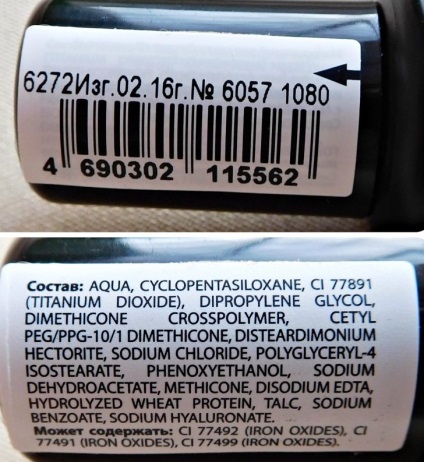 6272Изг.02.16г.№ 6057 1080
4 690302 115562
Состав: AQUA, CYCLOPENTASILOXANE, CI 77891
(TITANIUM DIOXIDE), DIPROPYLENE GLYCOL,
DIMETHICONE CROSSPOLYMER, CETYL
PEG/PPG-10/1 DIMETHICONE, DISTEARDIMONIUM
HECTORITE, SODIUM CHLORIDE, POLYGLYCERYL-4
ISOSTEARATE, PHENOXYETHANOL, SODIUM
DEHYDROACETATE, METHICONE, DISODIUM EDTA,
HYDROLYZED WHEAT PROTEIN, TALC, SODIUM
BENZOATE, SODIUM HYALURONATE.
Может содержать: CI 77492 (IRON OXIDES), CI
77491 (IRON OXIDES), CI 77499 (IRON OXIDES).